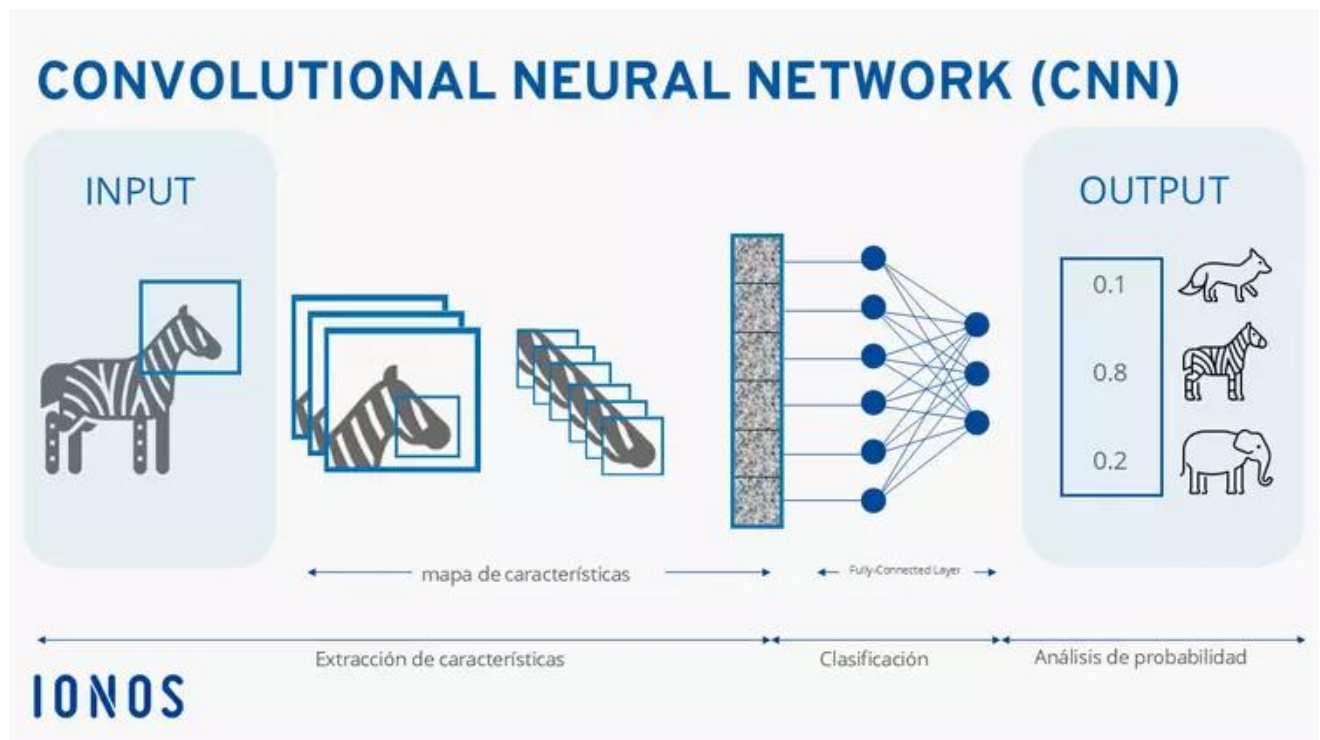 CONVOLUTIONAL NEURAL NETWORK (CNN)
INPUT
OUTPUT
0.1
0.8
0.2
mapa de características
Fully-Connected Layer
Extracción de características
Clasificación
Análisis de probabilidad
IONOS